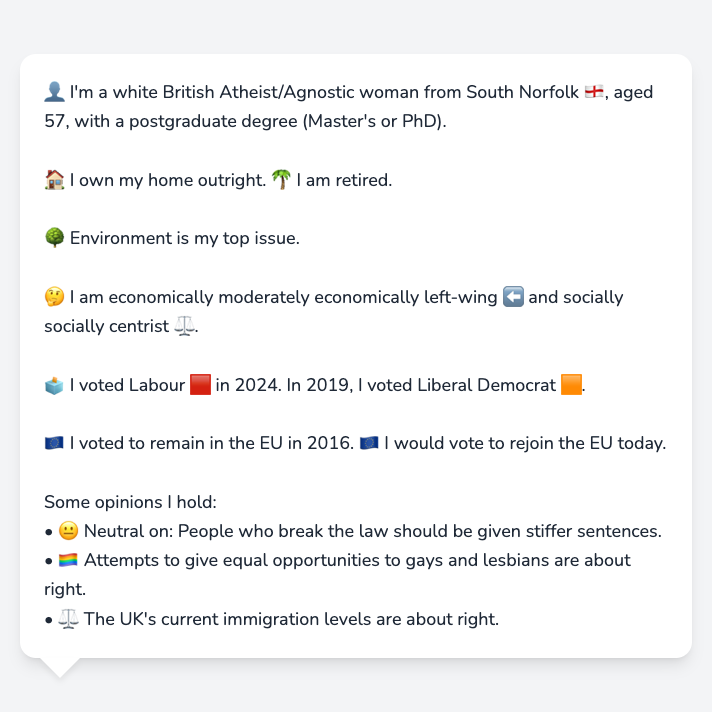 👤 I'm a white British Atheist/Agnostic woman from South Norfolk 🏴󠁧󠁢󠁥󠁮󠁧󠁿, aged
57, with a postgraduate degree (Master's or PhD).
🏠 I own my home outright. 🌴 I am retired.
🌳 Environment is my top issue.
🤔 I am economically moderately economically left-wing ⬅️ and socially
socially centrist ⚖️.
🗳️ I voted Labour 🟥 in 2024. In 2019, I voted Liberal Democrat 🟧.
🇪🇺 I voted to remain in the EU in 2016. 🇪🇺 I would vote to rejoin the EU today.
Some opinions I hold:
• 😐 Neutral on: People who break the law should be given stiffer sentences.
• 🏳️‍🌈 Attempts to give equal opportunities to gays and lesbians are about
right.
• ⚖️ The UK's current immigration levels are about right.